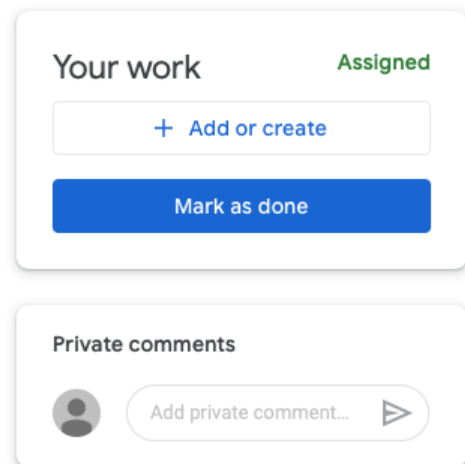 Your work
Assigned
+ Add or create
Mark as done
Private comments
Add private comment...